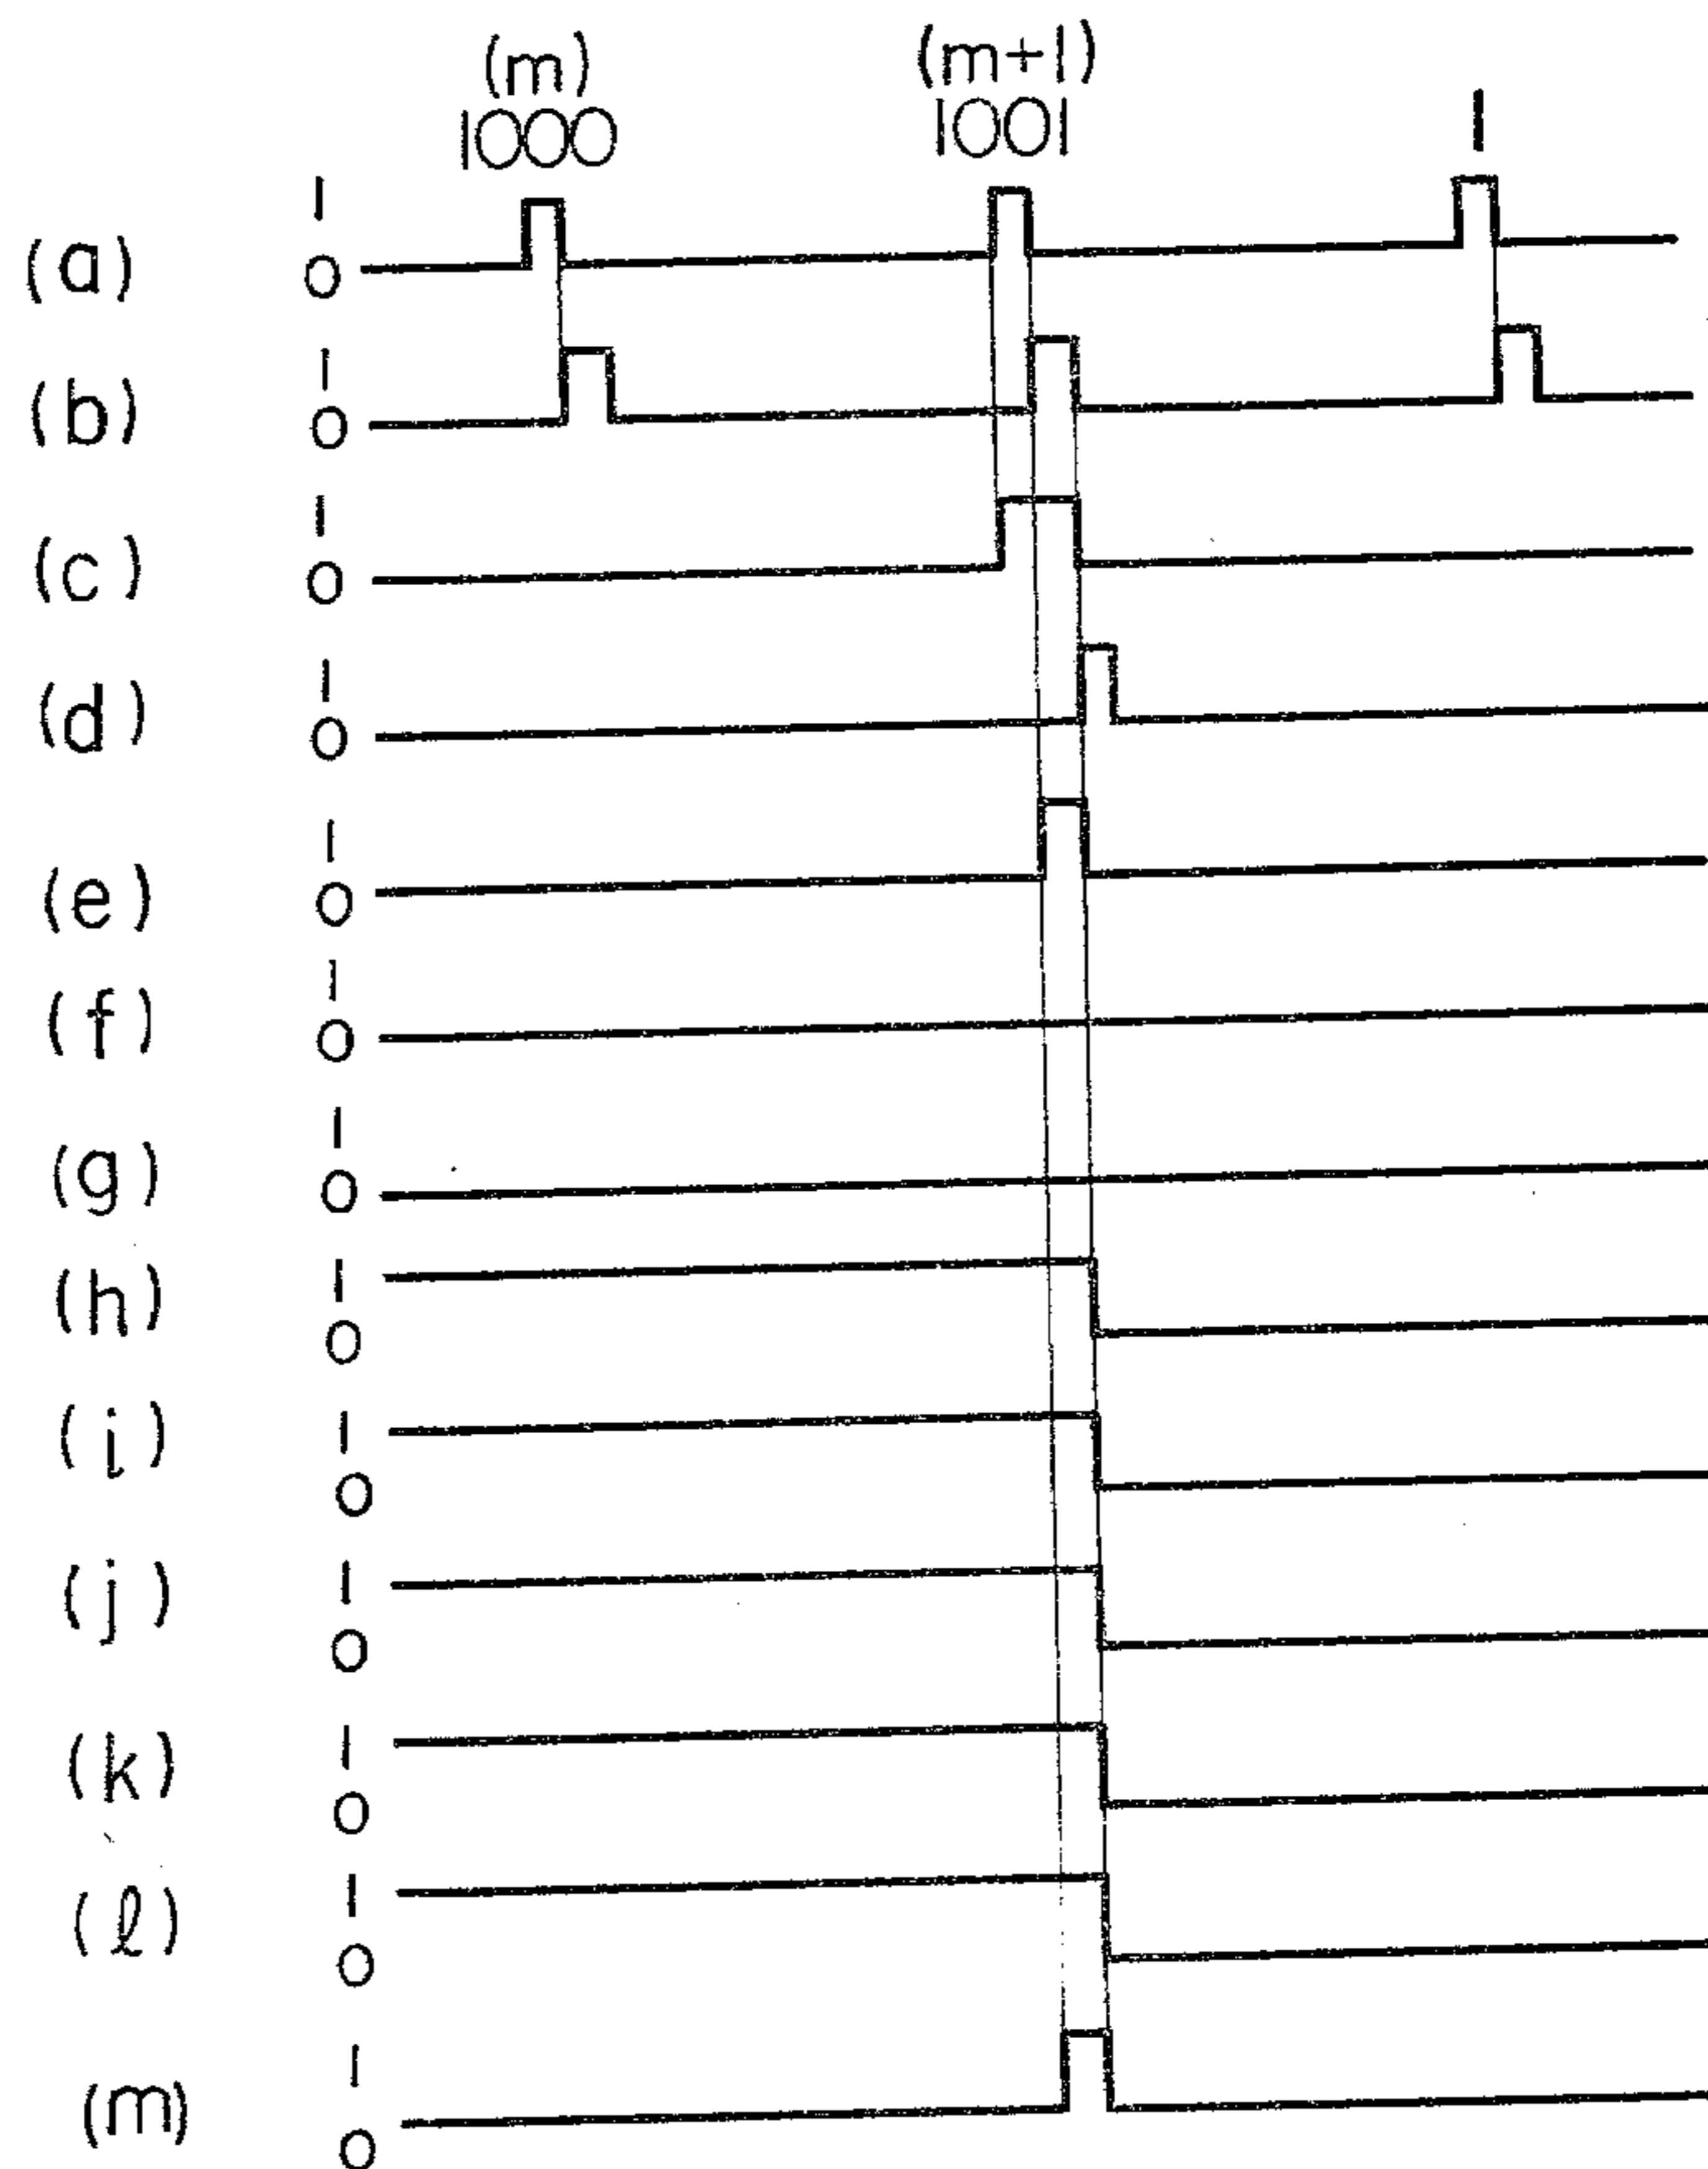 (m) (m+1)
1000 1001 1
(a) 1 0
(b) 1 0
(c) 1 0
(d) 1 0
(e) 1 0
(f) 1 0
(g) 1 0
(h) 1 0
(i) 1 0
(j) 1 0
(k) 1 0
(ℓ) 1 0
(m) 1 0